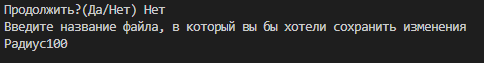 Продолжить?(Да/Нет) Нет
Введите название файла, в который вы бы хотели сохранить изменения
Радиус100